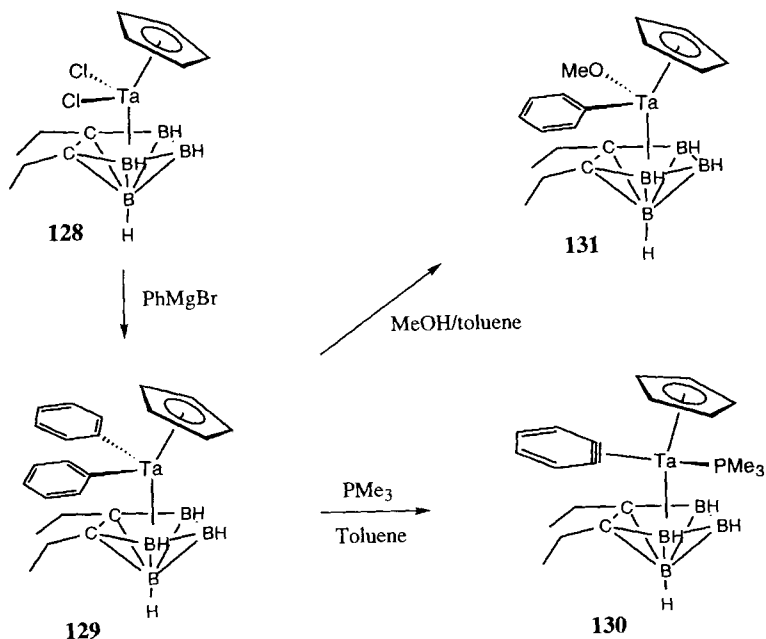 Cl
Cl
Ta
C
BH
C
BH
BH
B
H
128
PhMgBr
MeO
Ta
C
BH
C
BH
BH
B
H
131
MeOH/toluene
Ta
C
BH
C
BH
BH
B
H
129
PMe3
Toluene
Ta
PMe3
C
BH
C
BH
BH
B
H
130